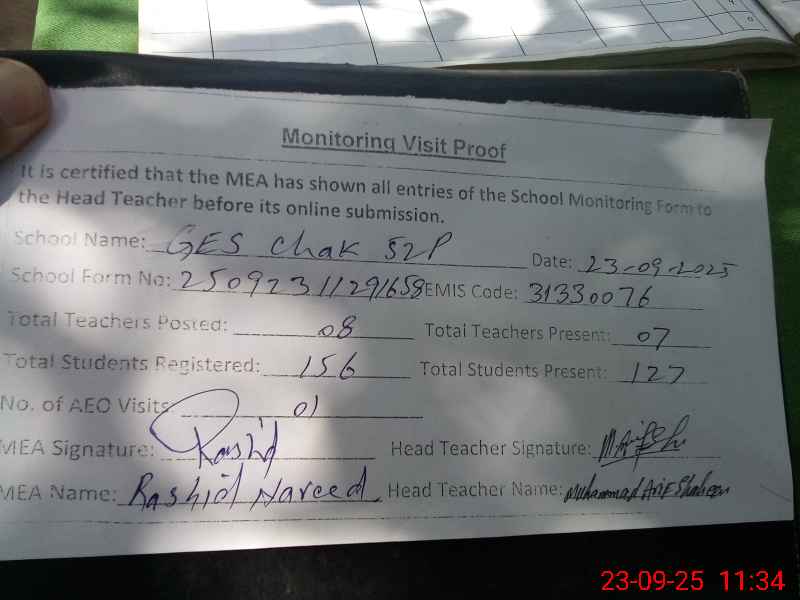 Monitoring Visit Proof
It is certified that the MEA has shown all entries of the School Monitoring Form to
the Head Teacher before its online submission.
School Name: GES Chak 52P Date: 23-09-2025
School Form No: 25092311291658 EMIS Code: 31330076
Total Teachers Posted: 08 Total Teachers Present: 07
Total Students Registered: 156 Total Students Present: 127
No. of AEO Visits: 01
MEA Signature: Rashid Head Teacher Signature:
MEA Name: Rashid Naveed Head Teacher Name: Muhammad Arif Shaheen
23-09-25 11:34